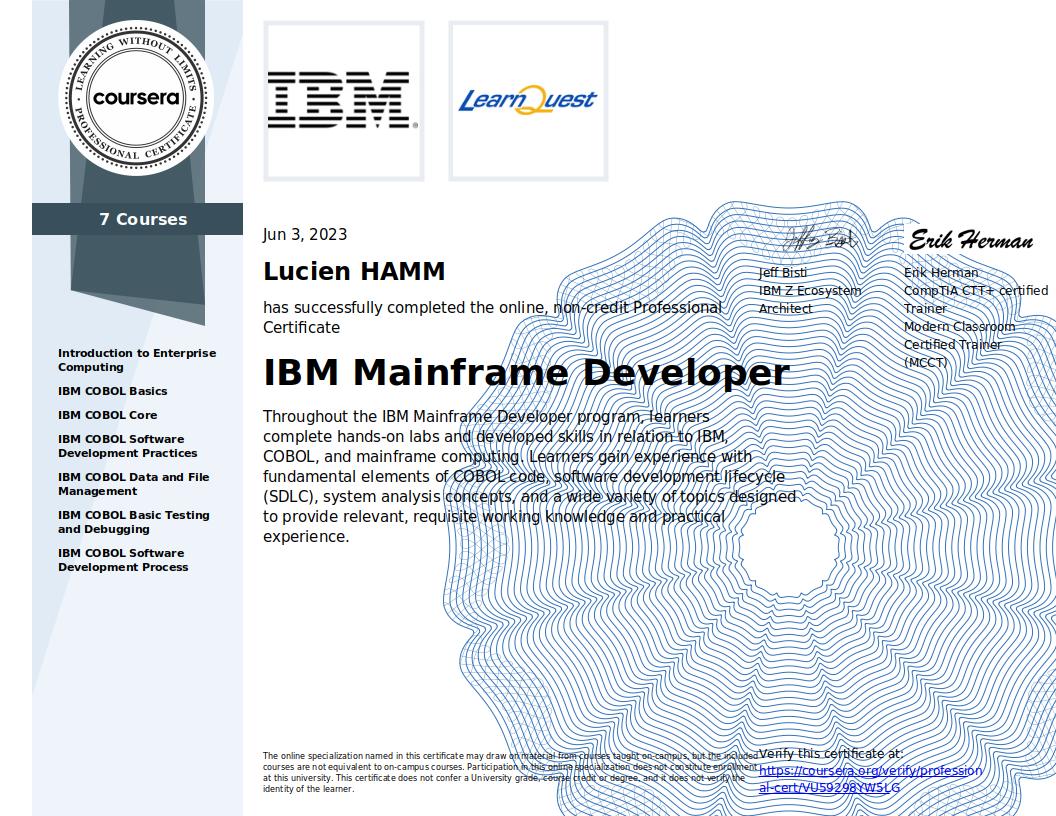 LEARNING WITHOUT LIMITS
coursera
PROFESSIONAL CERTIFICATE
7 Courses
Introduction to Enterprise
Computing
IBM COBOL Basics
IBM COBOL Core
IBM COBOL Software
Development Practices
IBM COBOL Data and File
Management
IBM COBOL Basic Testing
and Debugging
IBM COBOL Software
Development Process
IBM
LearnQuest
Jun 3, 2023
Lucien HAMM
has successfully completed the online, non-credit Professional
Certificate
IBM Mainframe Developer
Throughout the IBM Mainframe Developer program, learners
complete hands-on labs and developed skills in relation to IBM,
COBOL, and mainframe computing. Learners gain experience with
fundamental elements of COBOL code, software development lifecycle
(SDLC), system analysis concepts, and a wide variety of topics designed
to provide relevant, requisite working knowledge and practical
experience.
Jeff Bisti
IBM Z Ecosystem
Architect
Erik Herman
Erik Herman
CompTIA CTT+ certified
Trainer
Modern Classroom
Certified Trainer
(MCCT)
The online specialization named in this certificate may draw on material from courses taught on-campus, but the included
courses are not equivalent to on-campus courses. Participation in this online specialization does not constitute enrollment
at this university. This certificate does not confer a University grade, course credit or degree, and it does not verify the
identity of the learner.
Verify this certificate at:
https://coursera.org/verify/profession
al-cert/VU59298YW5LG